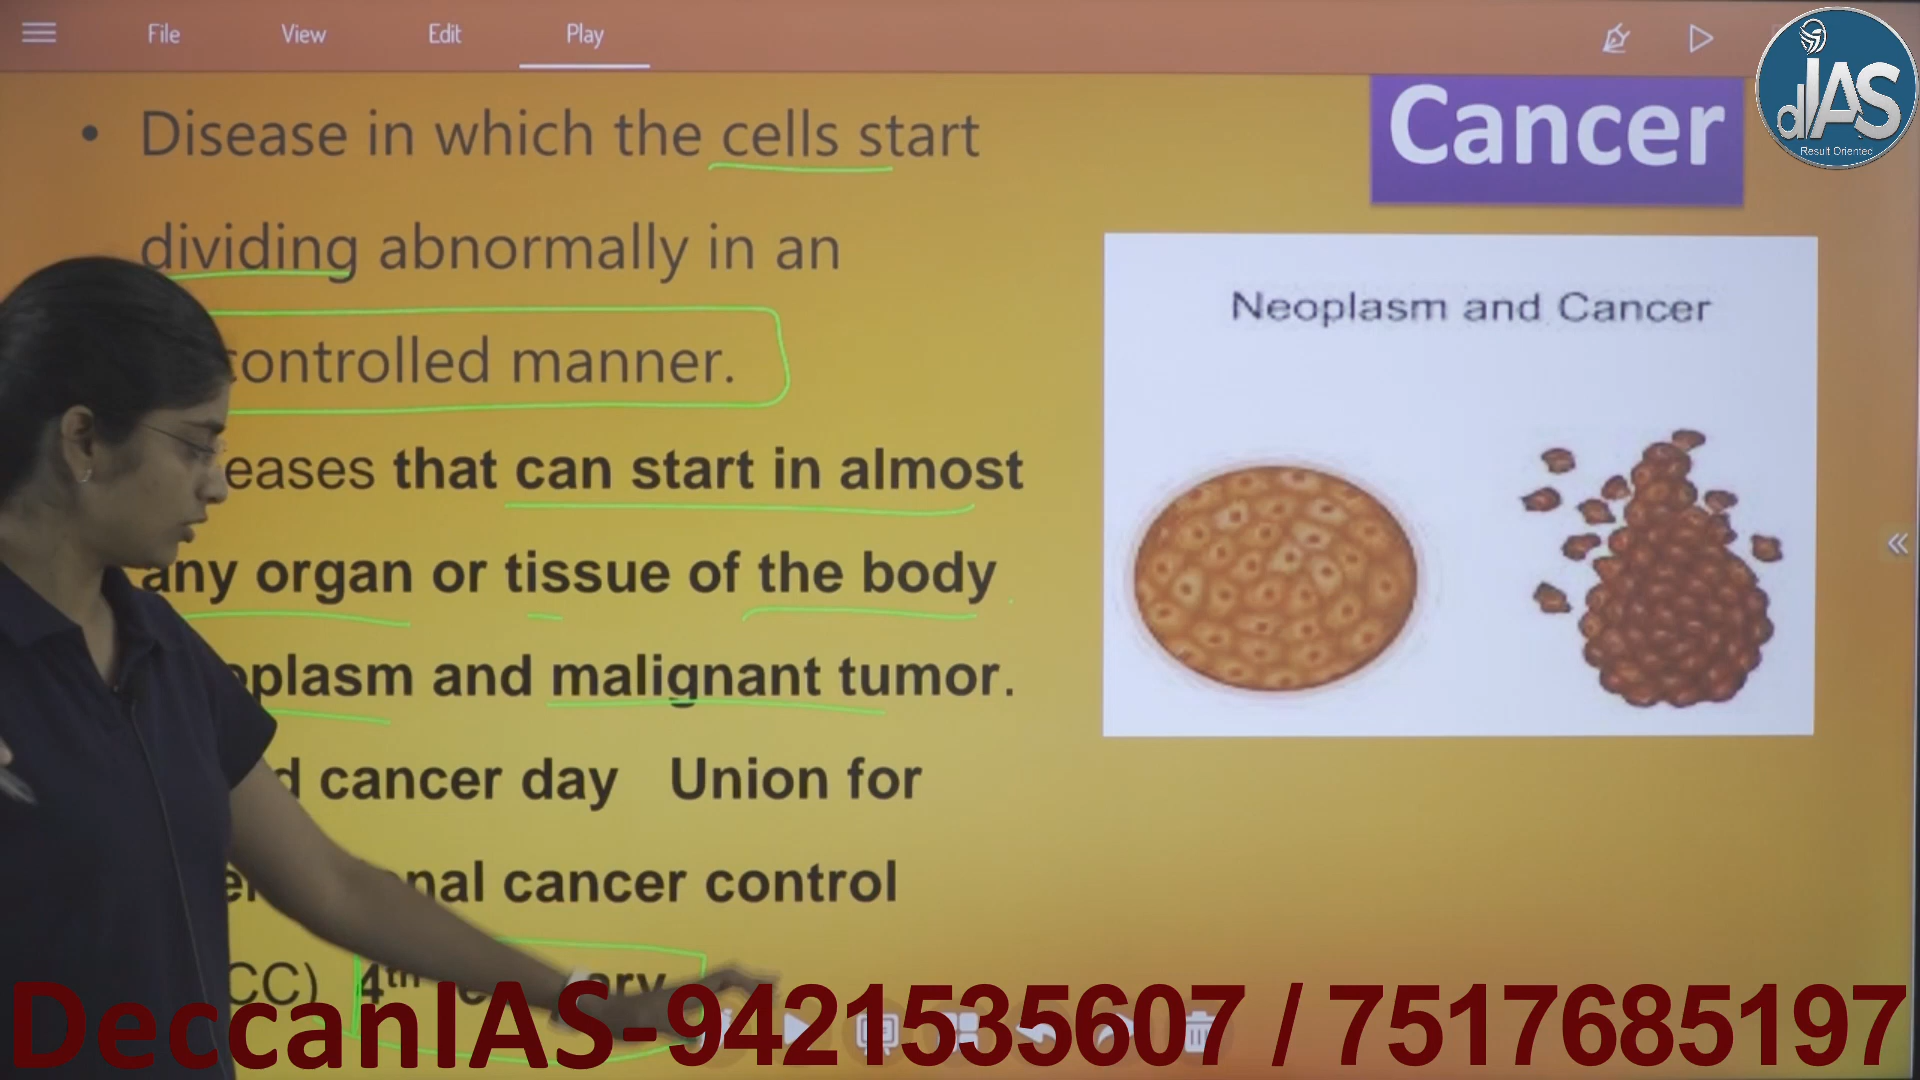 File View Edit Play
Cancer
dIAS
Result Oriented
• Disease in which the cells start
dividing abnormally in an
controlled manner.
eases that can start in almost
any organ or tissue of the body
oplasm and malignant tumor.
d cancer day Union for
nal cancer control
CC) 4th
Neoplasm and Cancer
DeccanIAS-9421535607 / 7517685197